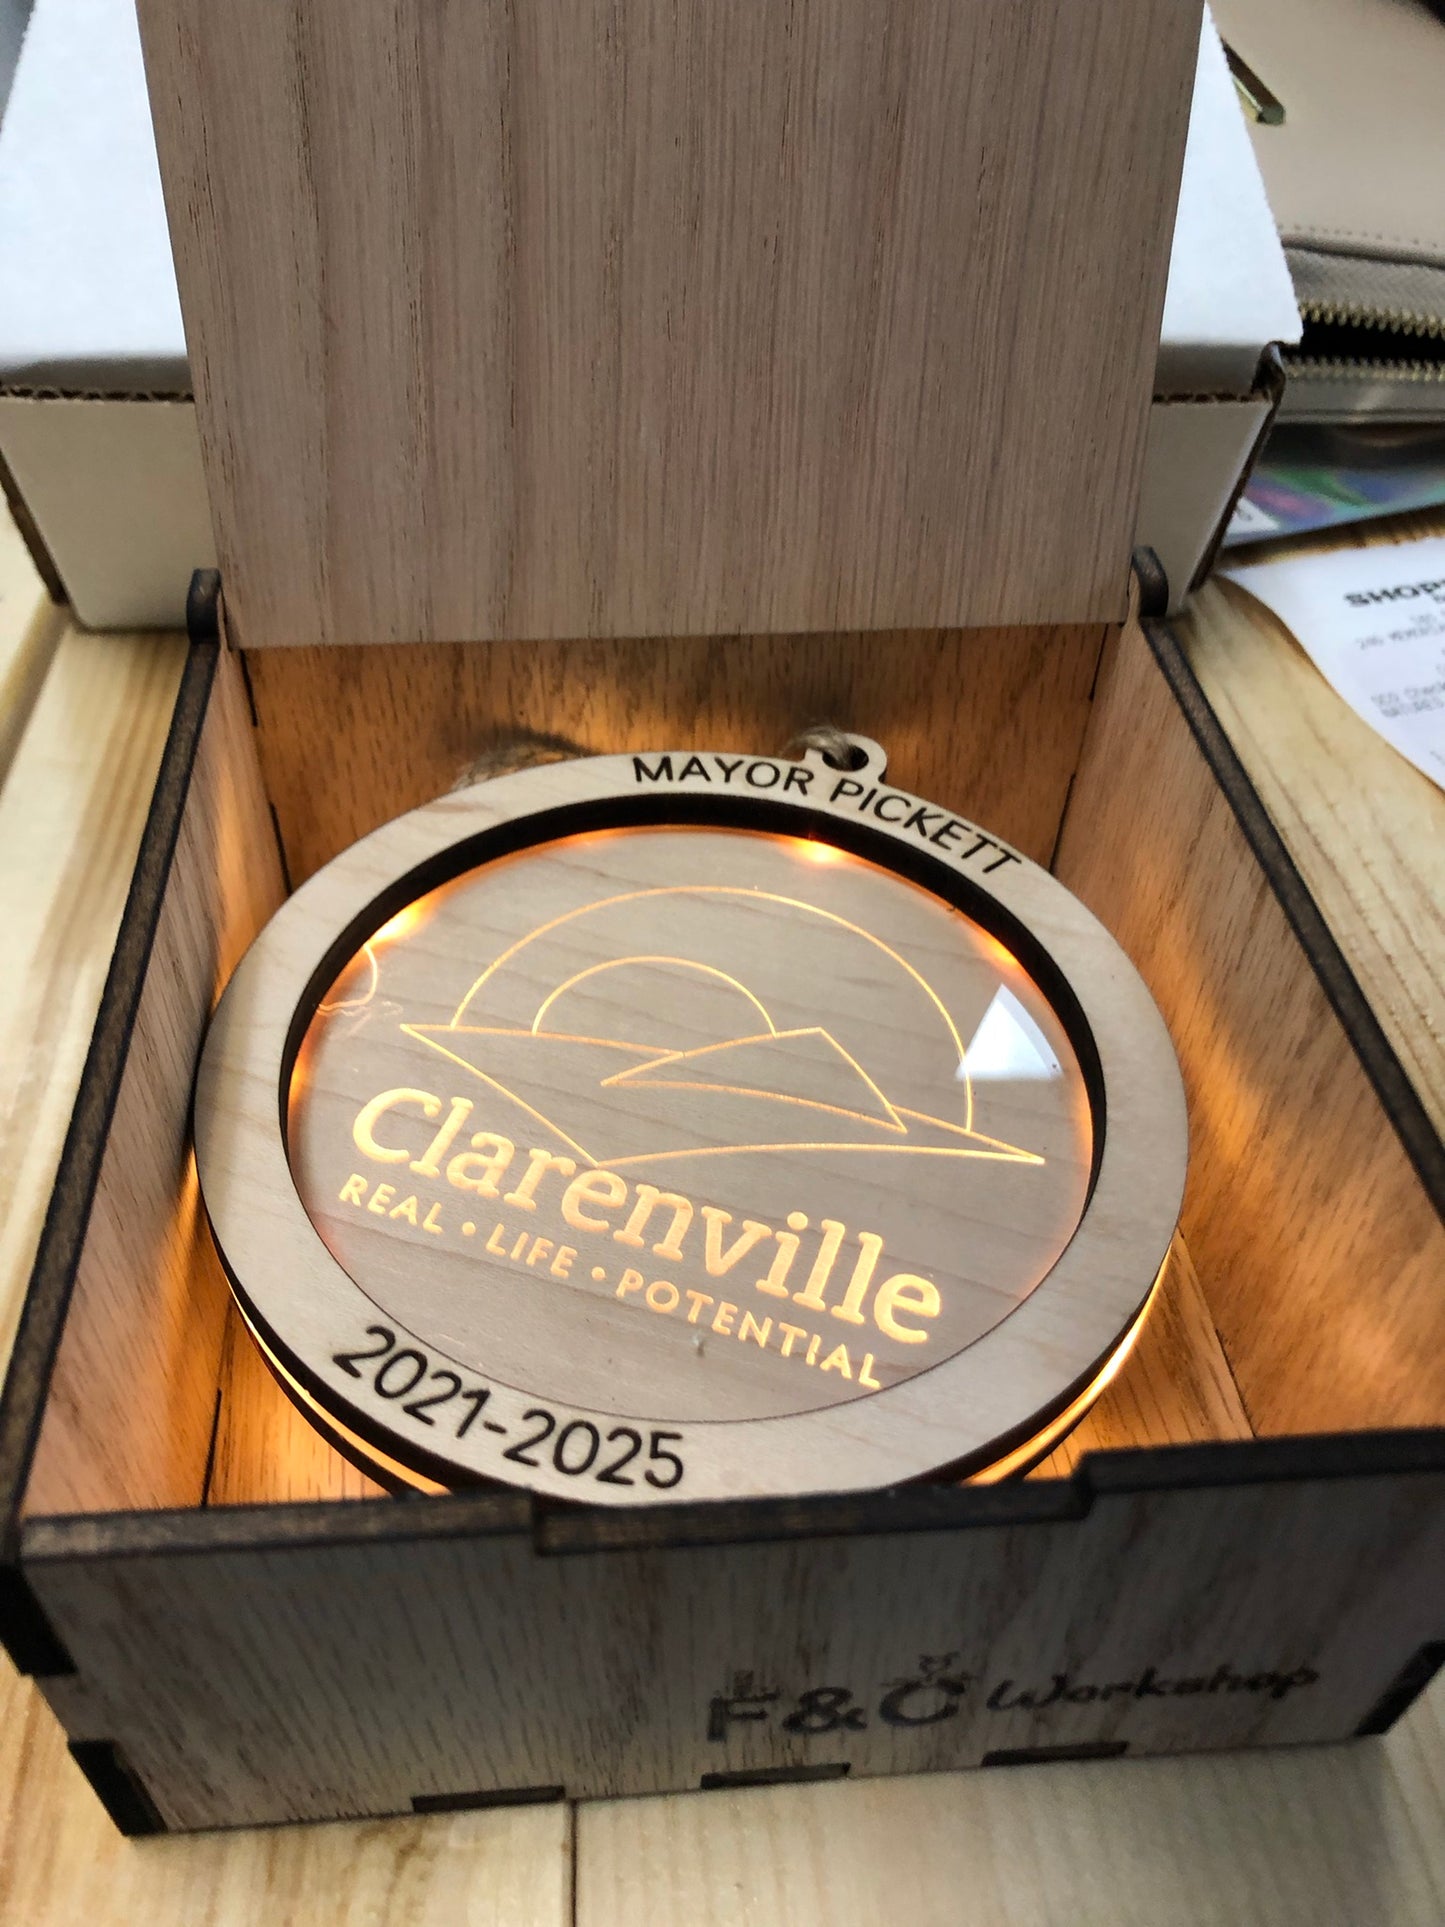 MAYOR PICKETT
Clarenville
REAL • LIFE • POTENTIAL
2021-2025
F & O Workshop